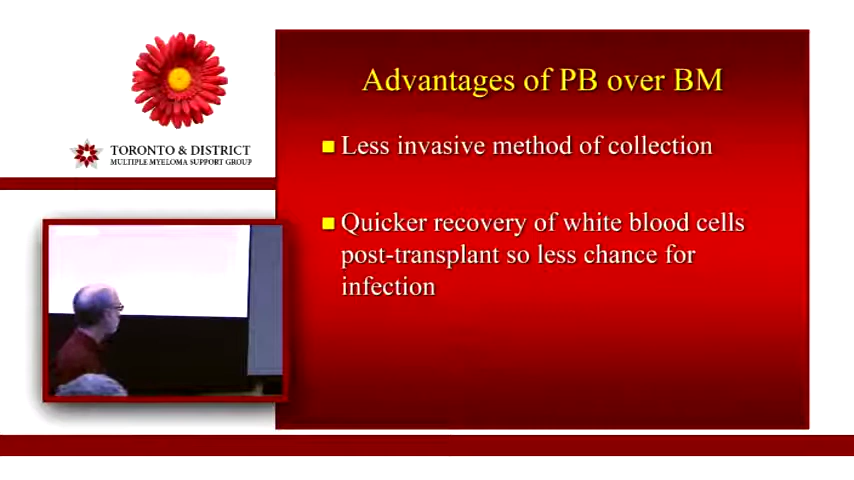 TORONTO & DISTRICT
MULTIPLE MYELOMA SUPPORT GROUP
Advantages of PB over BM
Less invasive method of collection
Quicker recovery of white blood cells
post-transplant so less chance for
infection